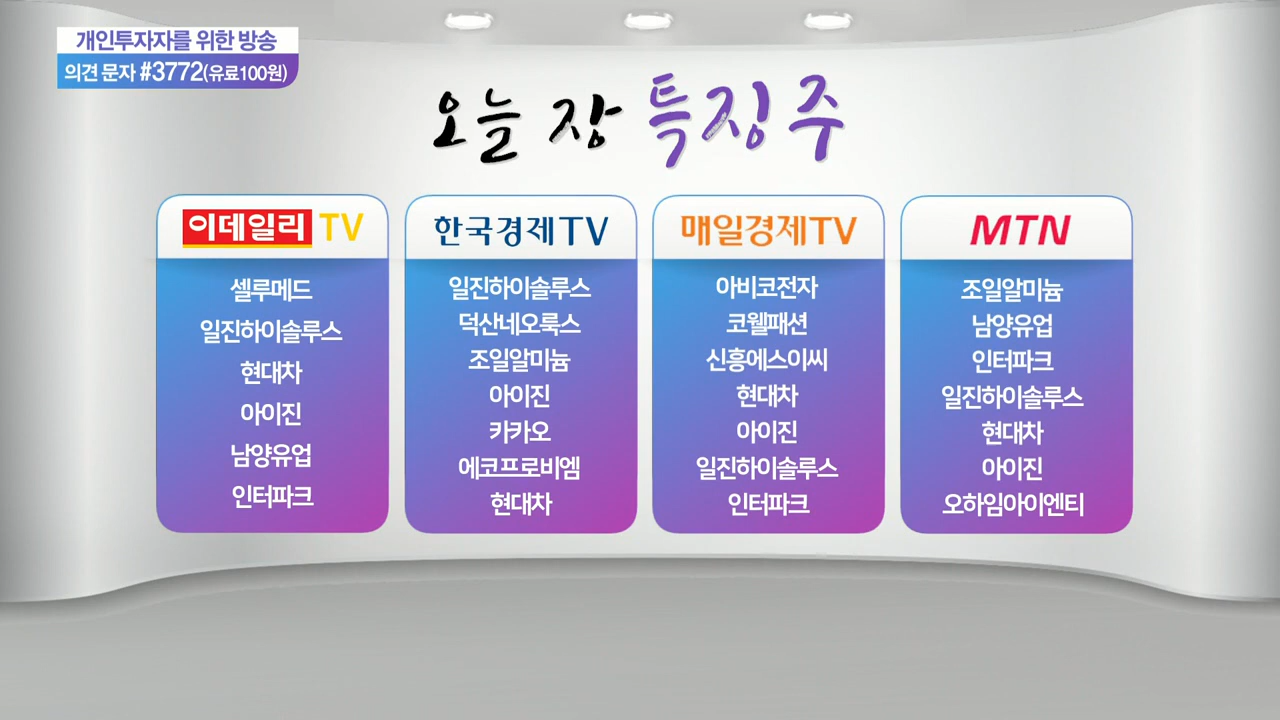 개인투자자를 위한 방송
의견 문자 #3772(유료100원)
오늘 장 특징주
이데일리 TV
셀루메드
일진하이솔루스
현대차
아이진
남양유업
인터파크
한국경제TV
일진하이솔루스
덕산네오룩스
조일알미늄
아이진
카카오
에코프로비엠
현대차
매일경제TV
아비코전자
코웰패션
신흥에스이씨
현대차
아이진
일진하이솔루스
인터파크
MTN
조일알미늄
남양유업
인터파크
일진하이솔루스
현대차
아이진
오하임아이엔티